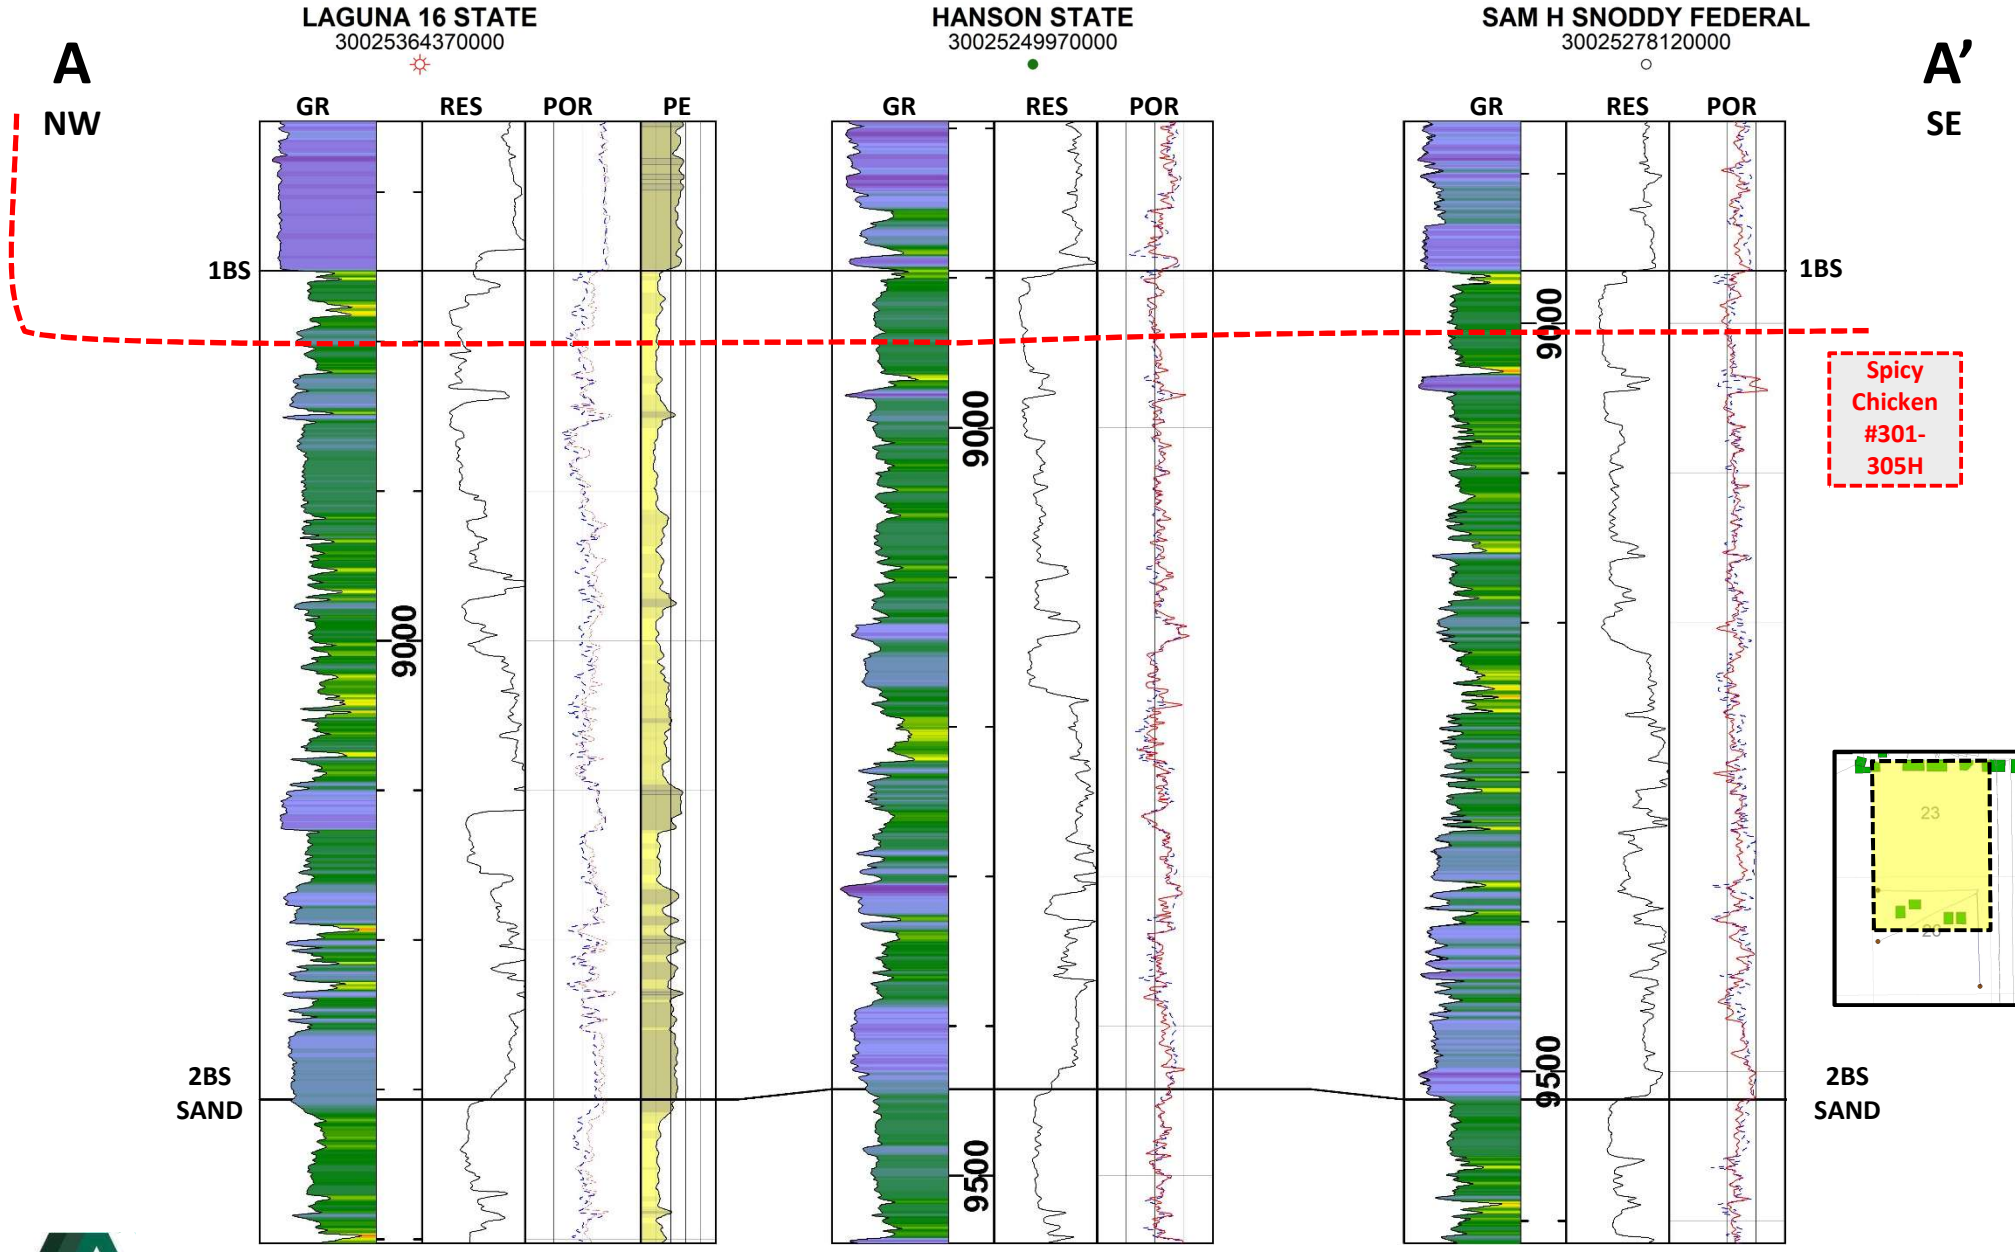 LAGUNA 16 STATE
30025364370000
HANSON STATE
30025249970000
SAM H SNODDY FEDERAL
30025278120000
A
NW
A'
SE
GR RES POR PE
GR RES POR
GR RES POR
1BS
1BS
9000
9000
9000
Spicy
Chicken
#301-
305H
23
26
9500
9500
2BS
SAND
2BS
SAND